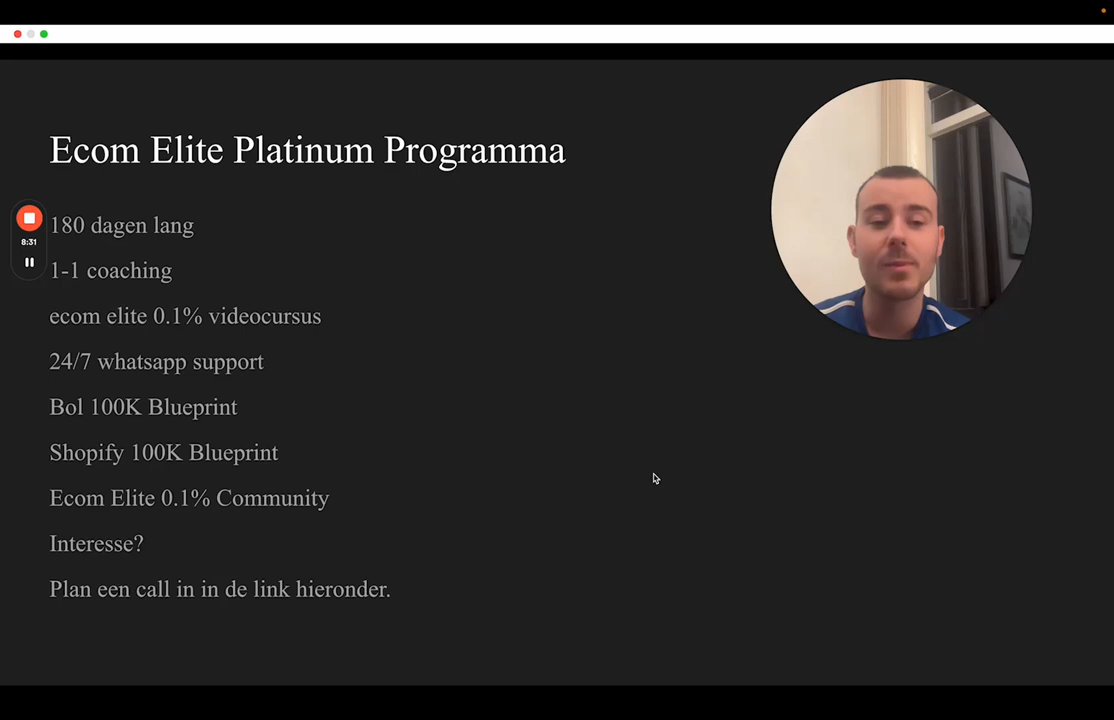 Ecom Elite Platinum Programma
180 dagen lang
8:31
1-1 coaching
ecom elite 0.1% videocursus
24/7 whatsapp support
Bol 100K Blueprint
Shopify 100K Blueprint
Ecom Elite 0.1% Community
Interesse?
Plan een call in in de link hieronder.